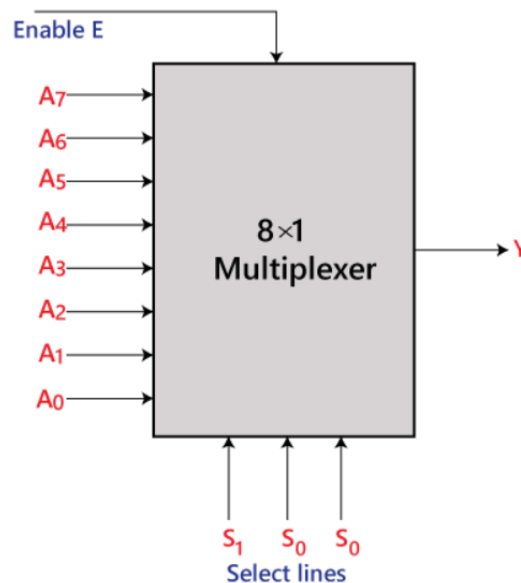 Enable E
A7
A6
A5
A4
A3
A2
A1
A0
8×1
Multiplexer
Y
S1 S0 S0
Select lines